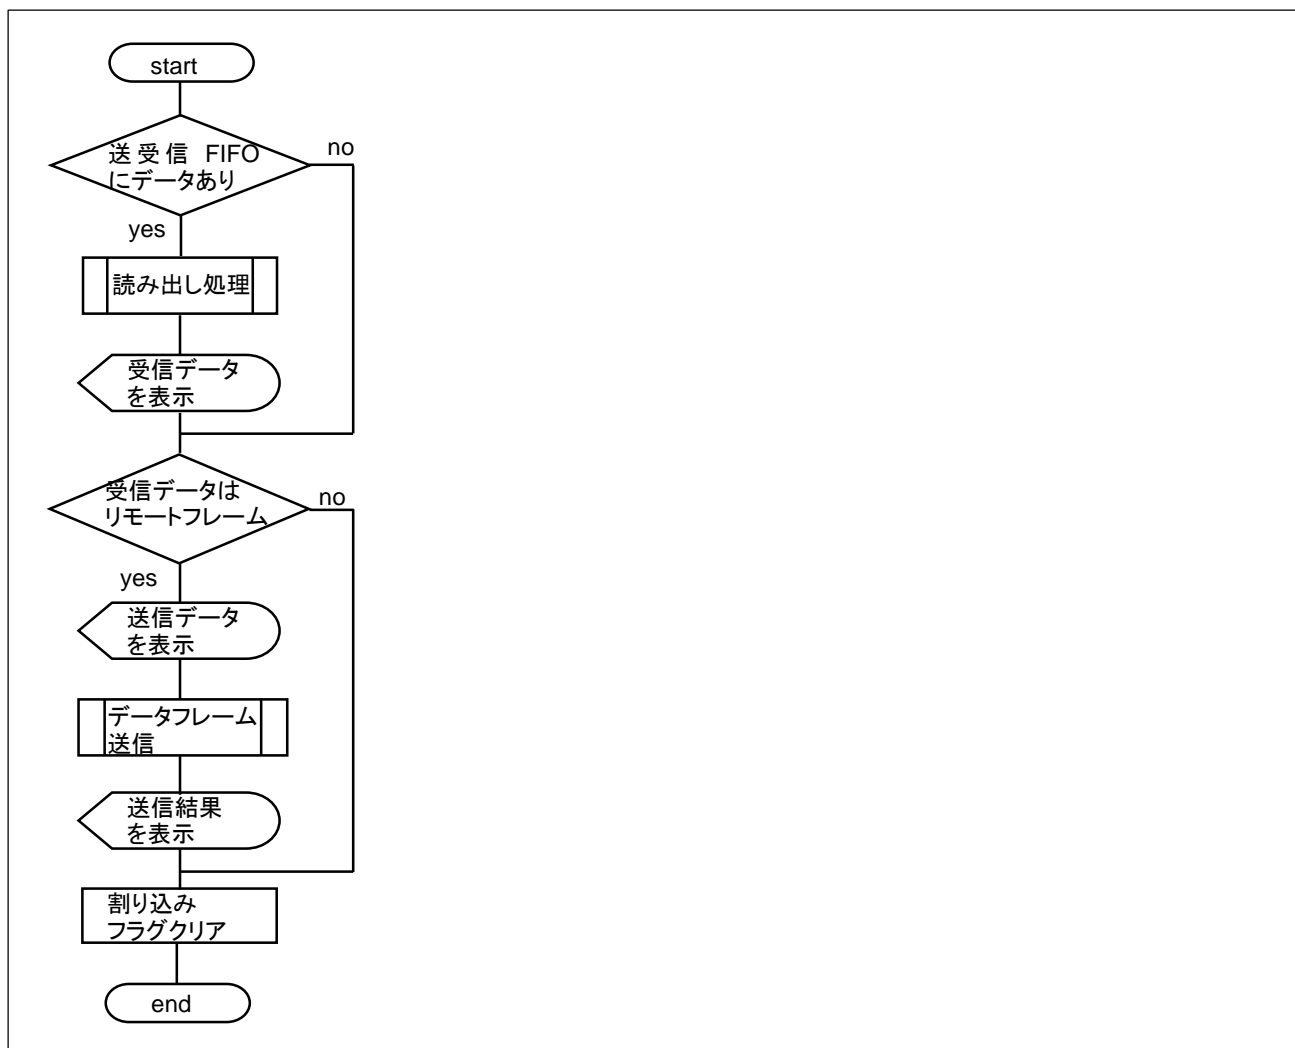 start
送 受 信 FIFO
にデータあり
no
yes
読み出し処理
受信データ
を表示
受信データは
リモートフレーム
no
yes
送信データ
を表示
データフレーム
送信
送信結果
を表示
割り込み
フラグクリア
end